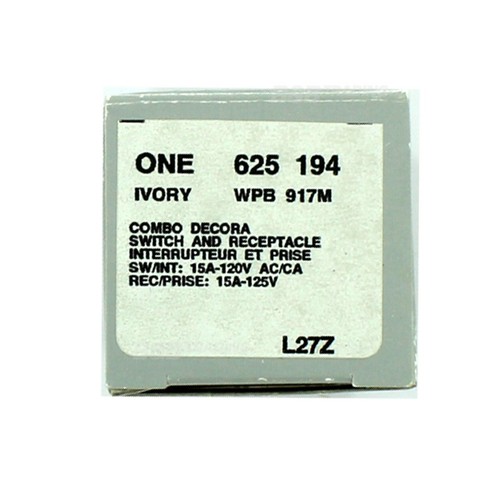 ONE 625 194
IVORY WPB 917M
COMBO DECORA
SWITCH AND RECEPTACLE
INTERRUPTEUR ET PRISE
SW/INT: 15A-120V AC/CA
REC/PRISE: 15A-125V
L27Z